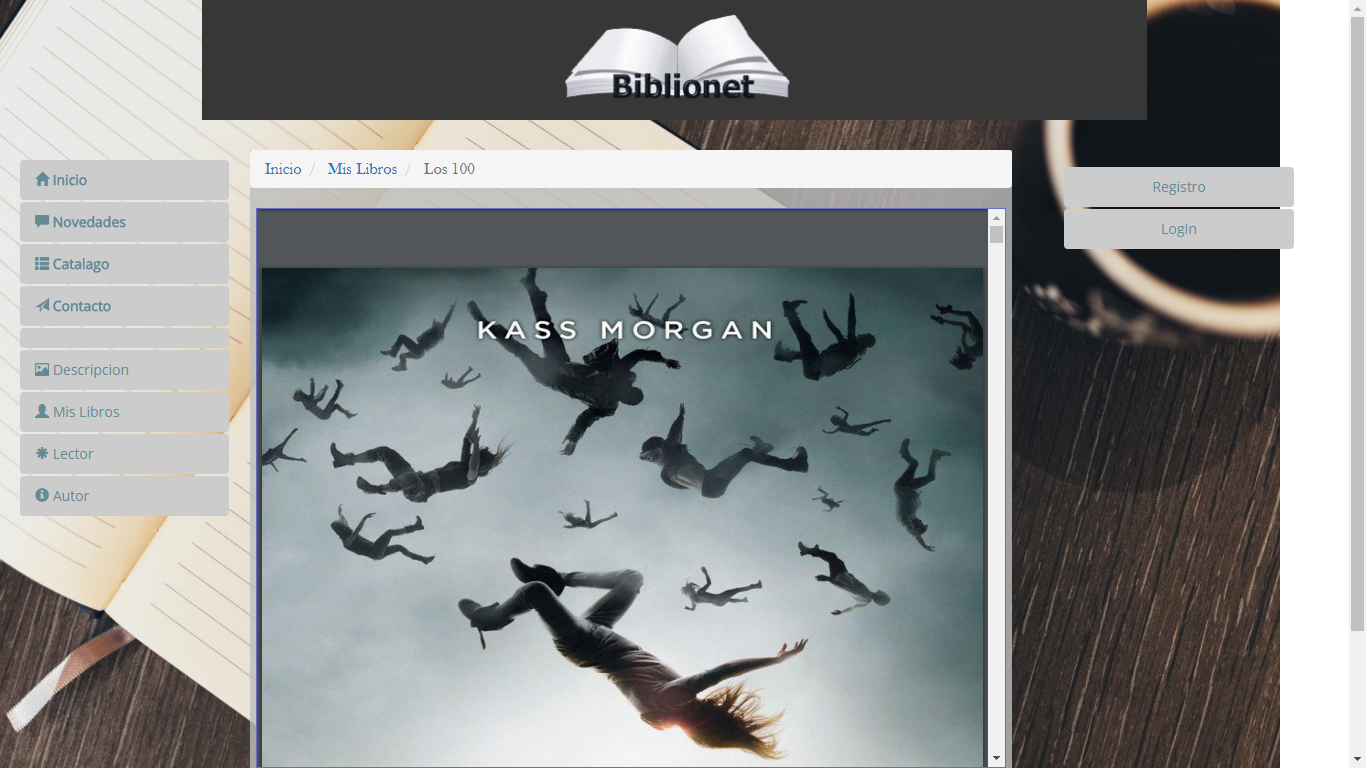 Biblionet
Inicio / Mis Libros / Los 100
Inicio
Novedades
Catalago
Contacto
Descripcion
Mis Libros
Lector
Autor
Registro
LogIn
KASS MORGAN